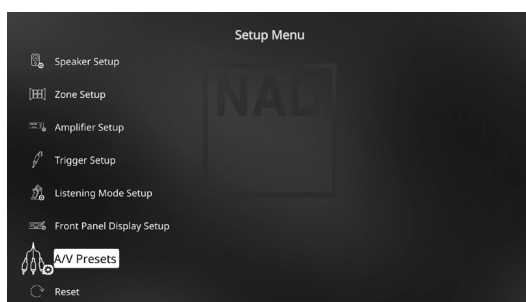 Setup Menu
Speaker Setup
Zone Setup
Amplifier Setup
Trigger Setup
Listening Mode Setup
Front Panel Display Setup
A/V Presets
Reset
NAD